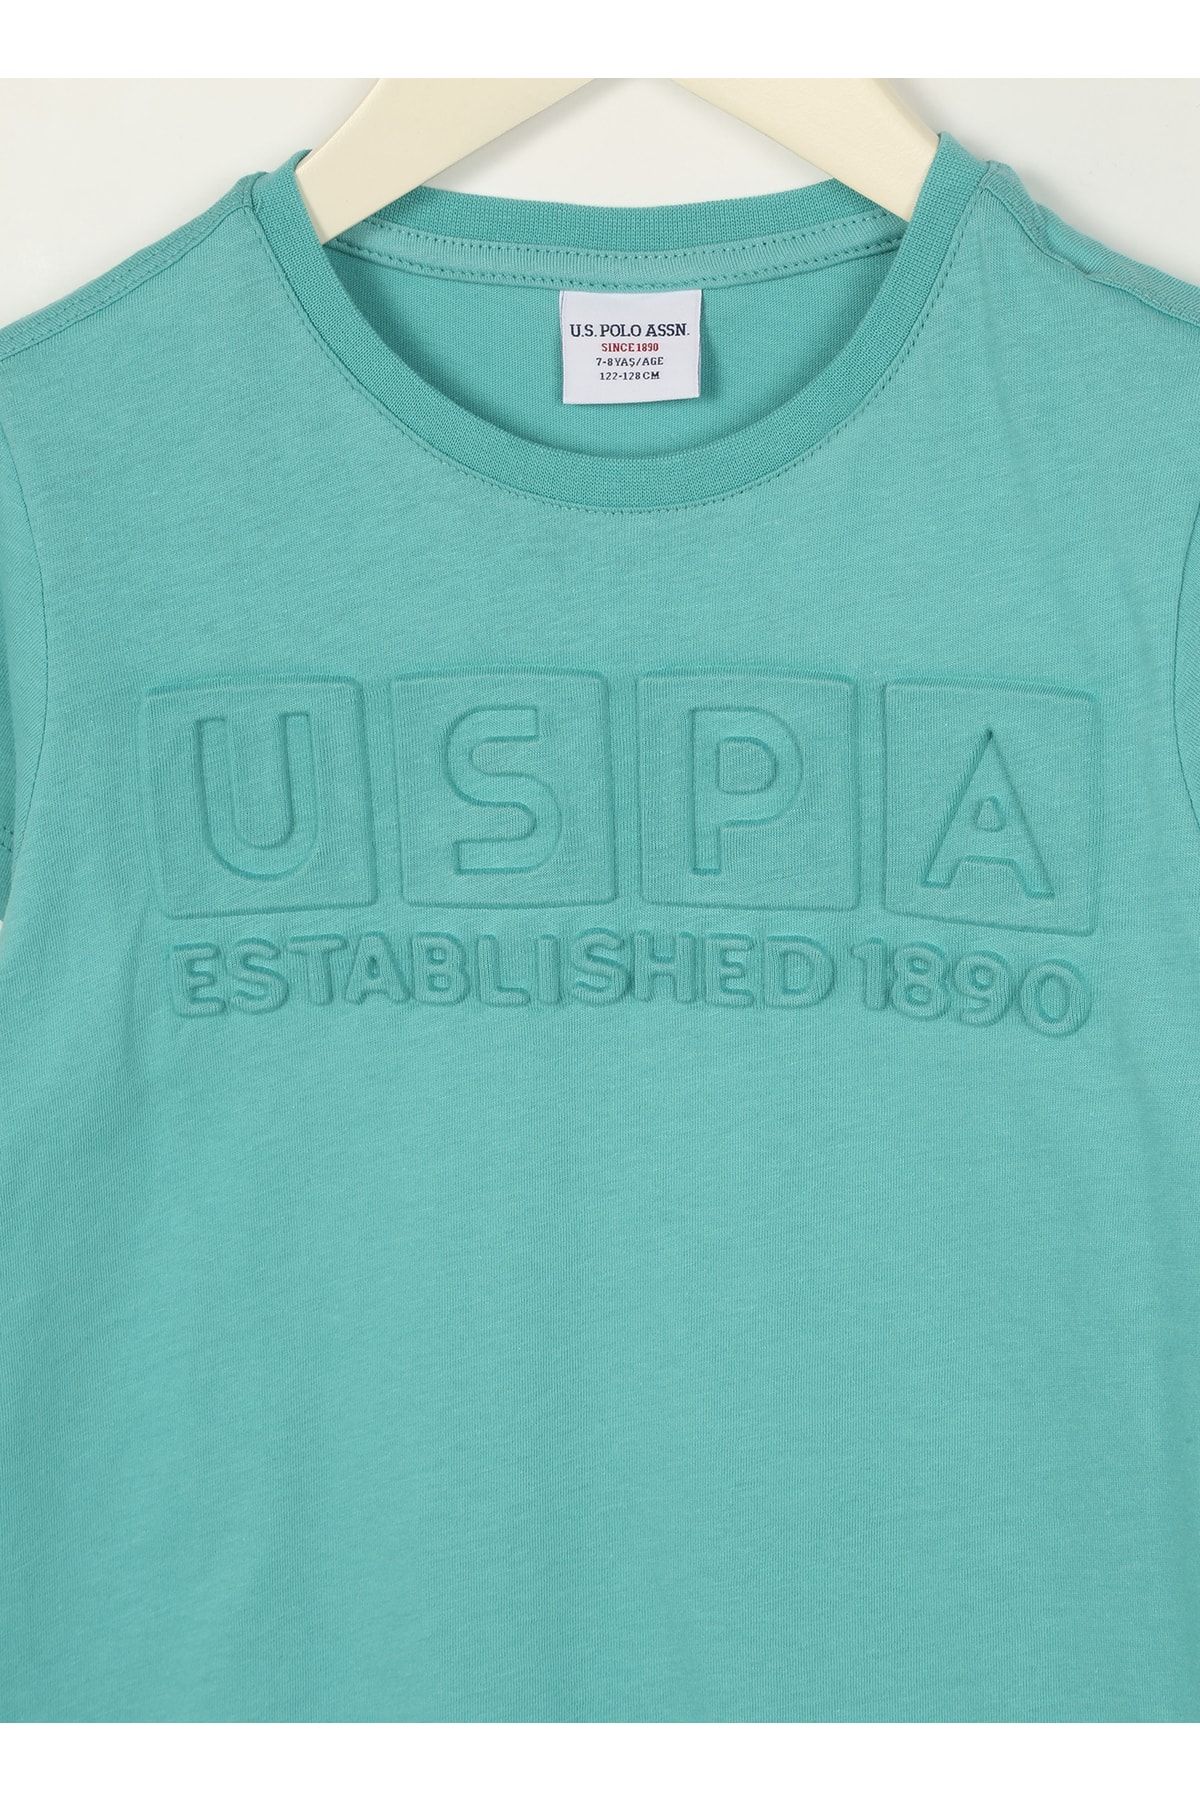 U.S. POLO ASSN.
SINCE 1890
7-8 YAŞ/AGE
122-128 CM
USPA
ESTABLISHED 1890